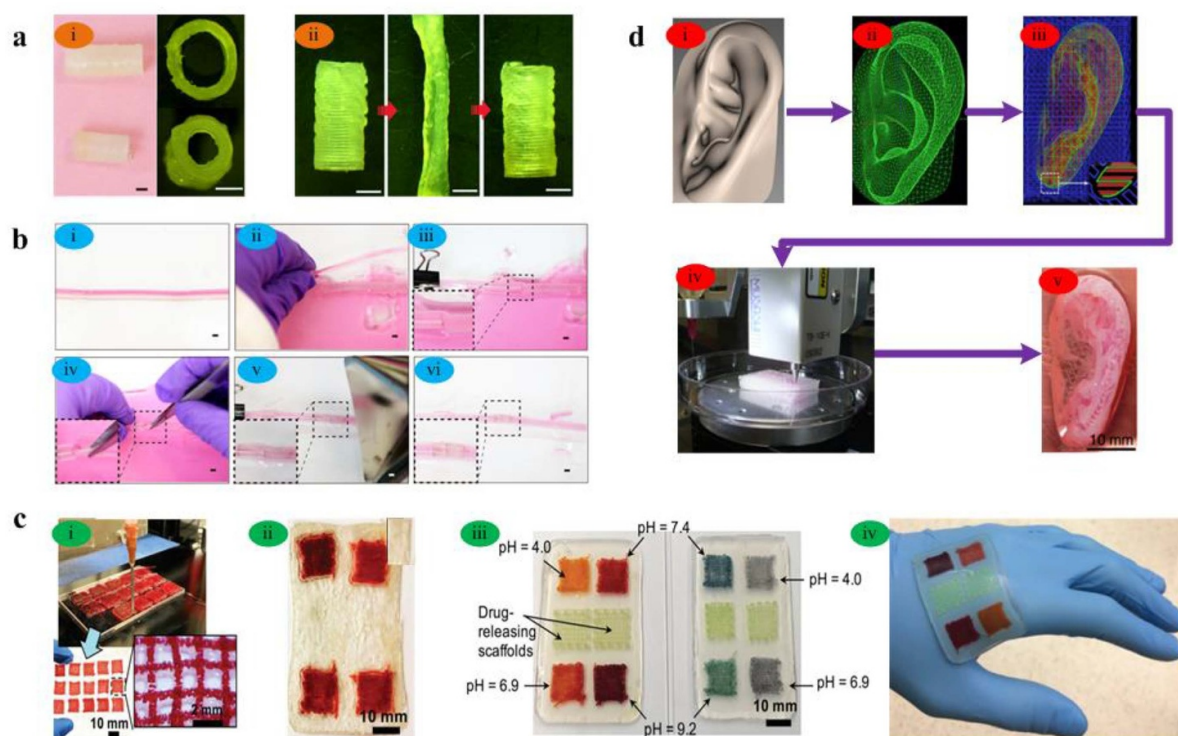 a
i
ii
d
i
ii
iii
b
i
ii
iii
iv
v
vi
iv
v
10 mm
c
i
10 mm
2 mm
ii
10 mm
iii
pH = 4.0
pH = 7.4
pH = 4.0
Drug-
releasing
scaffolds
pH = 6.9
pH = 6.9
pH = 9.2
10 mm
iv